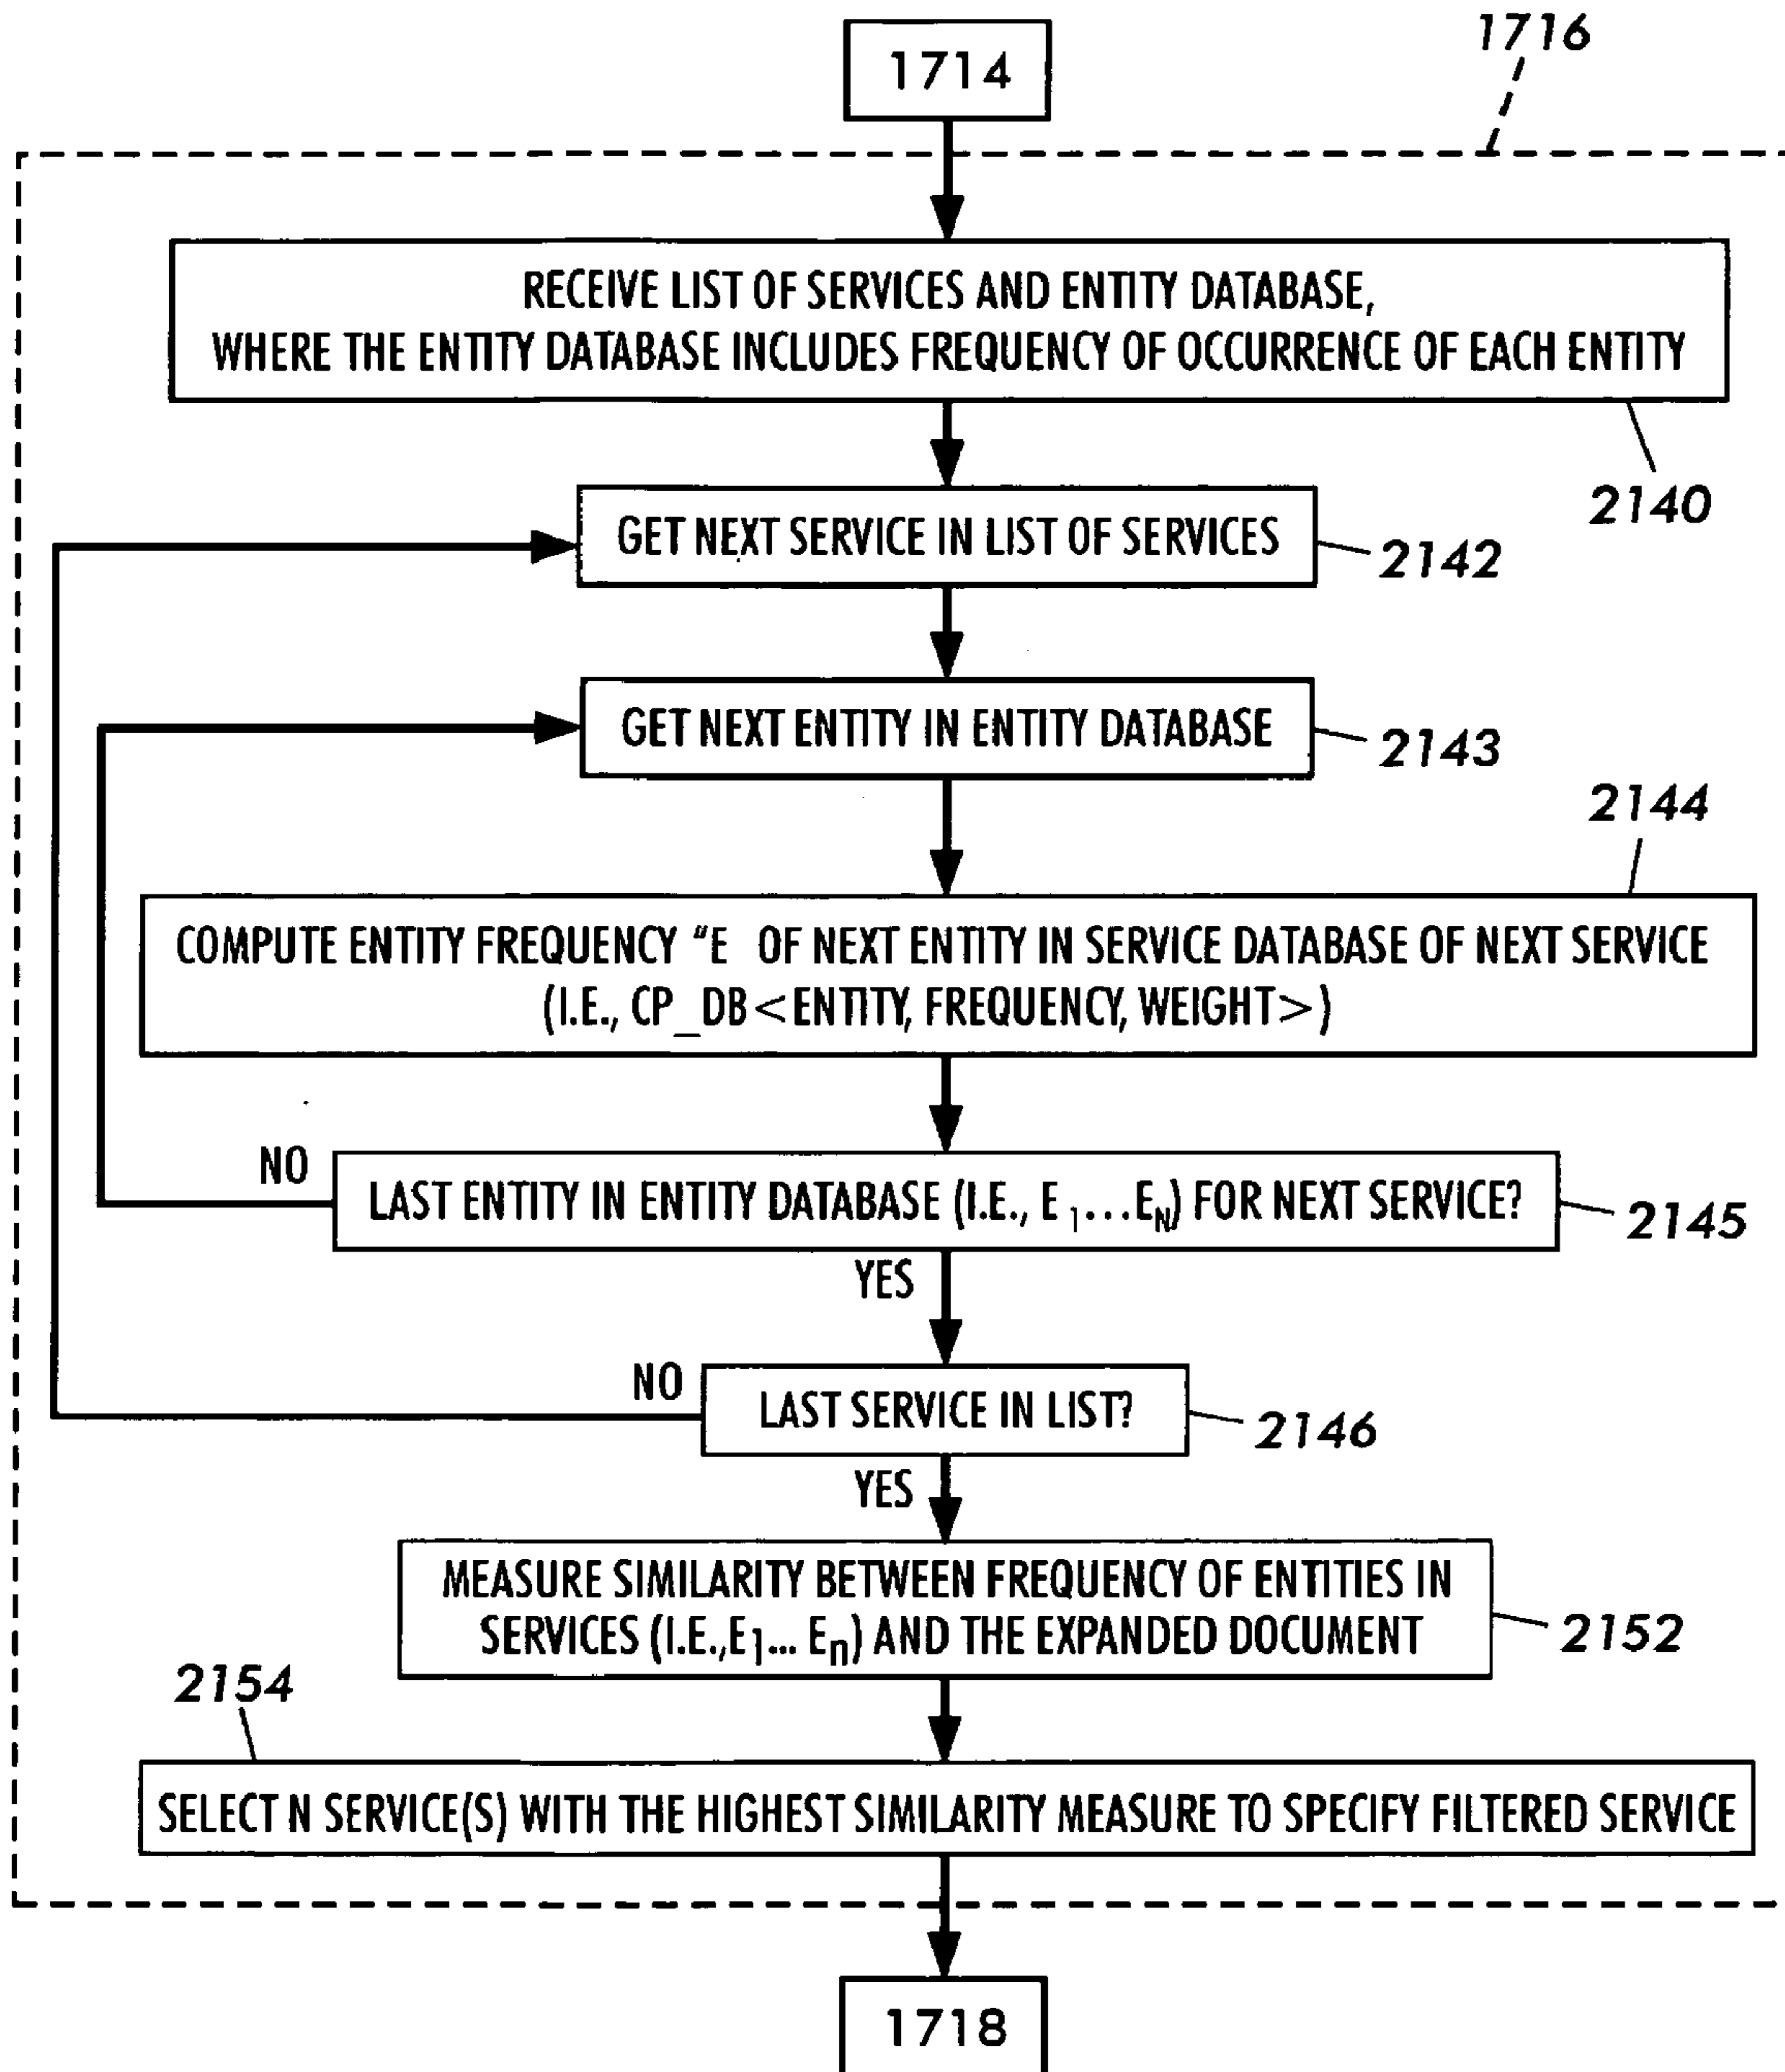 1714
1716
RECEIVE LIST OF SERVICES AND ENTITY DATABASE,
WHERE THE ENTITY DATABASE INCLUDES FREQUENCY OF OCCURRENCE OF EACH ENTITY
2140
GET NEXT SERVICE IN LIST OF SERVICES
2142
GET NEXT ENTITY IN ENTITY DATABASE
2143
2144
COMPUTE ENTITY FREQUENCY "E OF NEXT ENTITY IN SERVICE DATABASE OF NEXT SERVICE
(I.E., CP_DB<ENTITY, FREQUENCY, WEIGHT>)
NO
LAST ENTITY IN ENTITY DATABASE (I.E., E1...EN) FOR NEXT SERVICE?
2145
YES
NO
LAST SERVICE IN LIST?
2146
YES
MEASURE SIMILARITY BETWEEN FREQUENCY OF ENTITIES IN
SERVICES (I.E.,E1... En) AND THE EXPANDED DOCUMENT
2152
2154
SELECT N SERVICE(S) WITH THE HIGHEST SIMILARITY MEASURE TO SPECIFY FILTERED SERVICE
1718